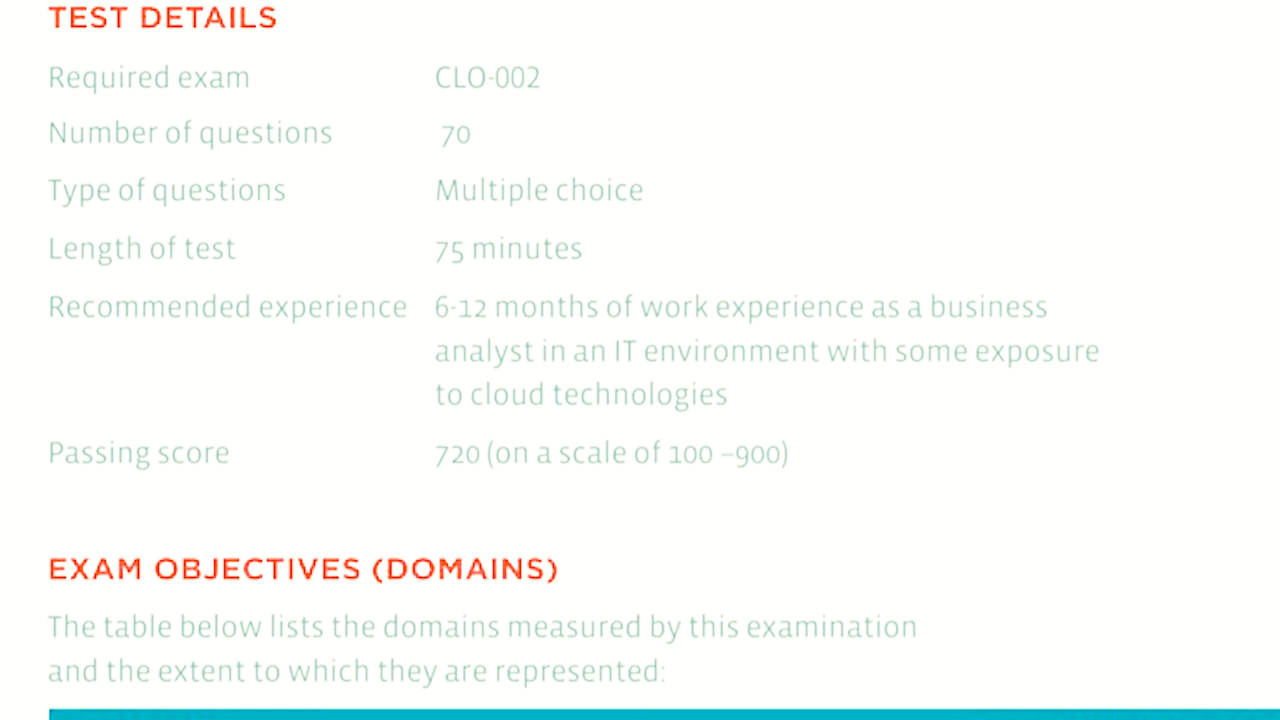 TEST DETAILS
Required exam CLO-002
Number of questions 70
Type of questions Multiple choice
Length of test 75 minutes
Recommended experience 6-12 months of work experience as a business
analyst in an IT environment with some exposure
to cloud technologies
Passing score 720 (on a scale of 100 –900)
EXAM OBJECTIVES (DOMAINS)
The table below lists the domains measured by this examination
and the extent to which they are represented: